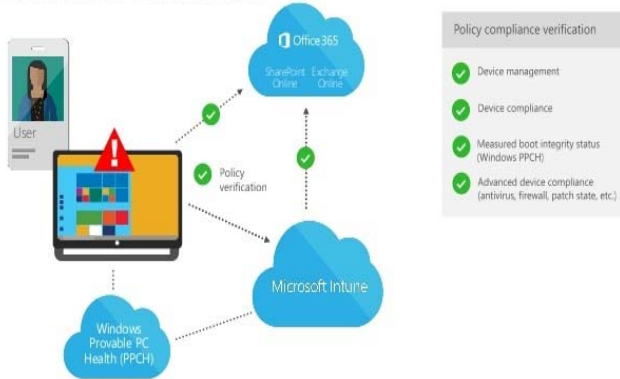 Office 365
SharePoint Exchange
Online Online
User
Policy
verification
Microsoft Intune
Windows
Provable PC
Health (PPCH)
Policy compliance verification
Device management
Device compliance
Measured boot integrity status
(Windows PPCH)
Advanced device compliance
(antivirus, firewall, patch state, etc.)